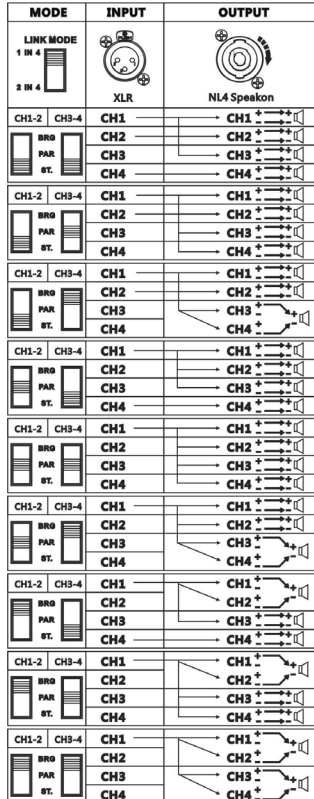 MODE INPUT OUTPUT
LINK MODE
1 IN 4
2 IN 4
PUSH
XLR NL4 Speakon
CH1-2 CH3-4 CH1 CH1 + - + -
BRG CH2 CH2 + - + -
PAR CH3 CH3 + - + -
ST. CH4 CH4 + - + -
CH1-2 CH3-4 CH1 CH1 + - + -
BRG CH2 CH2 + - + -
PAR CH3 CH3 + - + -
ST. CH4 CH4 + - + -
CH1-2 CH3-4 CH1 CH1 + - + -
BRG CH2 CH2 + - + -
PAR CH3 CH3 + -
ST. CH4 CH4 + - + -
CH1-2 CH3-4 CH1 CH1 + - + -
BRG CH2 CH2 + - + -
PAR CH3 CH3 + - + -
ST. CH4 CH4 + - + -
CH1-2 CH3-4 CH1 CH1 + - + -
BRG CH2 CH2 + - + -
PAR CH3 CH3 + - + -
ST. CH4 CH4 + - + -
CH1-2 CH3-4 CH1 CH1 + - + -
BRG CH2 CH2 + - + -
PAR CH3 CH3 + -
ST. CH4 CH4 + - + -
CH1-2 CH3-4 CH1 CH1 + -
BRG CH2 CH2 + - + -
PAR CH3 CH3 + - + -
ST. CH4 CH4 + - + -
CH1-2 CH3-4 CH1 CH1 + -
BRG CH2 CH2 + - + -
PAR CH3 CH3 + - + -
ST. CH4 CH4 + - + -
CH1-2 CH3-4 CH1 CH1 + -
BRG CH2 CH2 + - + -
PAR CH3 CH3 + -
ST. CH4 CH4 + - + -